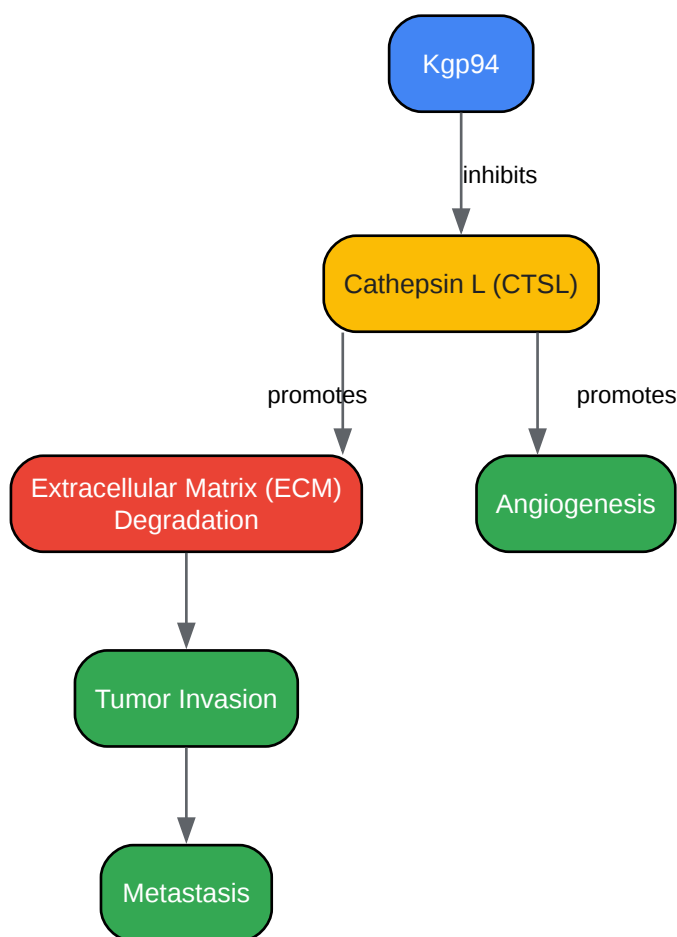 Kgp94
inhibits
Cathepsin L (CTSL)
promotes
promotes
Extracellular Matrix (ECM)
Degradation
Angiogenesis
Tumor Invasion
Metastasis